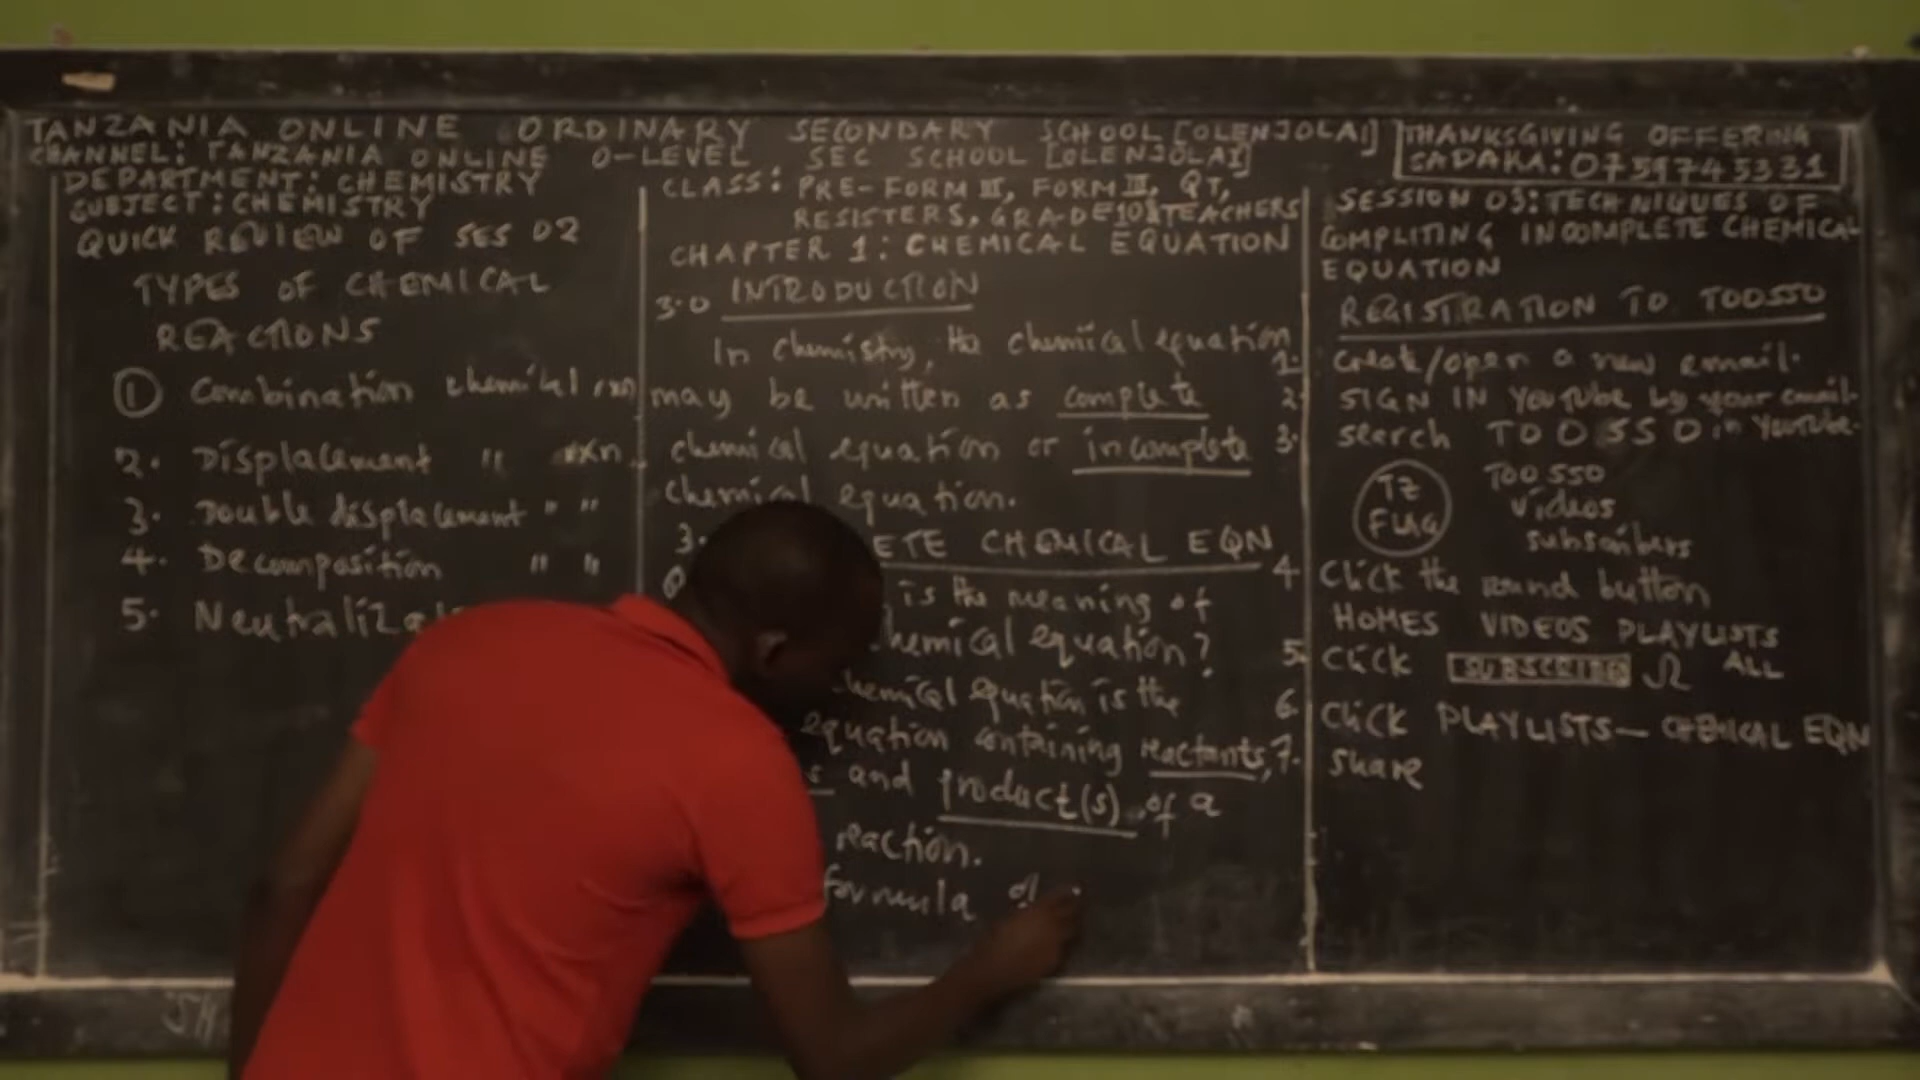 TANZANIA ONLINE ORDINARY SECONDARY SCHOOL [OLENJOLAI]
CHANNEL: TANZANIA ONLINE O-LEVEL SEC SCHOOL [OLENJOLAI]
DEPARTMENT: CHEMISTRY
SUBJECT: CHEMISTRY
QUICK REVIEW OF SES 02
TYPES OF CHEMICAL
REACTIONS
1 Combination chemical rxn
2. Displacement " rxn
3. Double displacement " "
4. Decomposition " "
5. Neutraliza
CLASS: PRE-FORM III, FORM III, QT,
RESISTERS, GRADE 10 & TEACHERS
CHAPTER 1: CHEMICAL EQUATION
3.0 INTRODUCTION
In chemistry, the chemical equation
may be written as complete
chemical equation or incomplete
chemical equation.
3. ETE CHEMICAL EQN
is the meaning of
hemical equation?
hemical equation is the
equation containing reactants,
s and product(s) of a
reaction.
formula of
THANKSGIVING OFFERING
SADAKA: 0759745331
SESSION 03: TECHNIQUES OF
COMPLITING INCOMPLETE CHEMICAL
EQUATION
REGISTRATION TO TOOSSO
1. Create/open a new email.
2. SIGN IN YouTube by your email.
3. search TOOSSO in YouTube.
TZ
FLAG
TOOSSO
videos
subscribers
4 Click the round button
HOMES VIDEOS PLAYLISTS
5. Click SUBSCRIBE ALL
6. Click PLAYLISTS — CHEMICAL EQN
7. Share